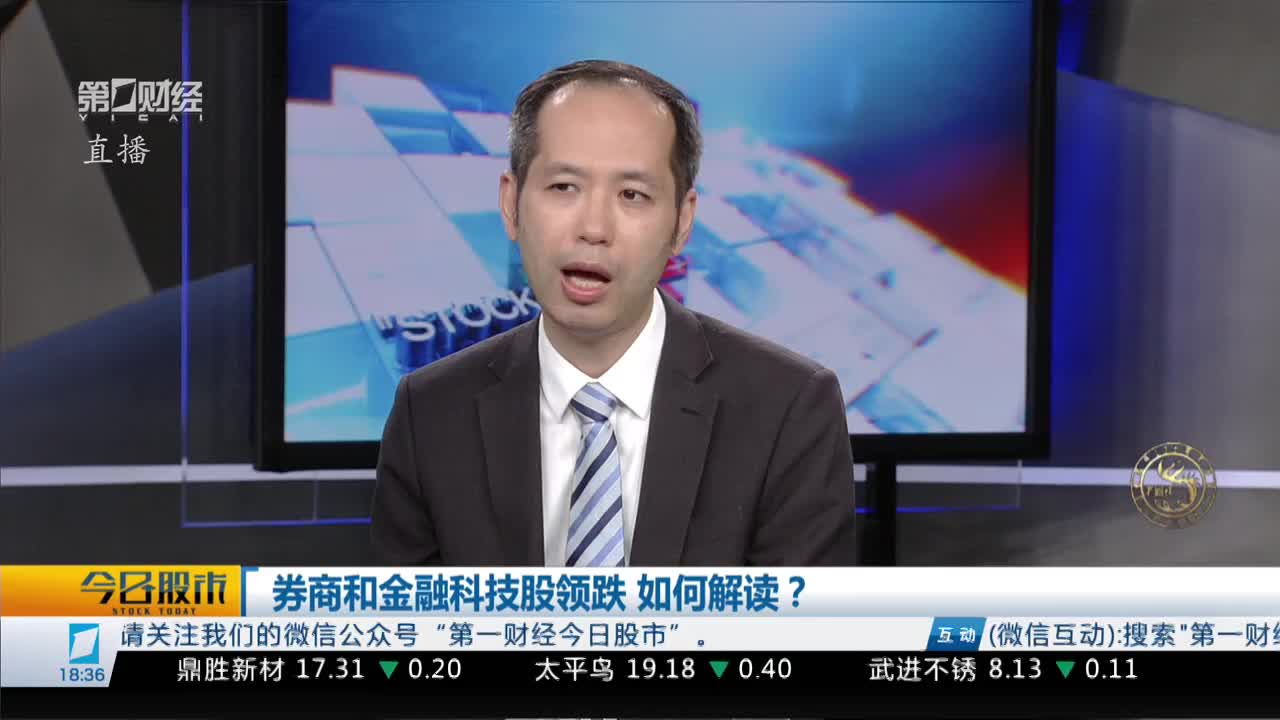 第一财经
YICAI
直播
"STOCK
今日股市
STOCK TODAY
券商和金融科技股领跌 如何解读？
请关注我们的微信公众号“第一财经今日股市”。
互动 (微信互动):搜索"第一财经
18:36
鼎胜新材 17.31 ▼ 0.20 太平鸟 19.18 ▼ 0.40 武进不锈 8.13 ▼ 0.11